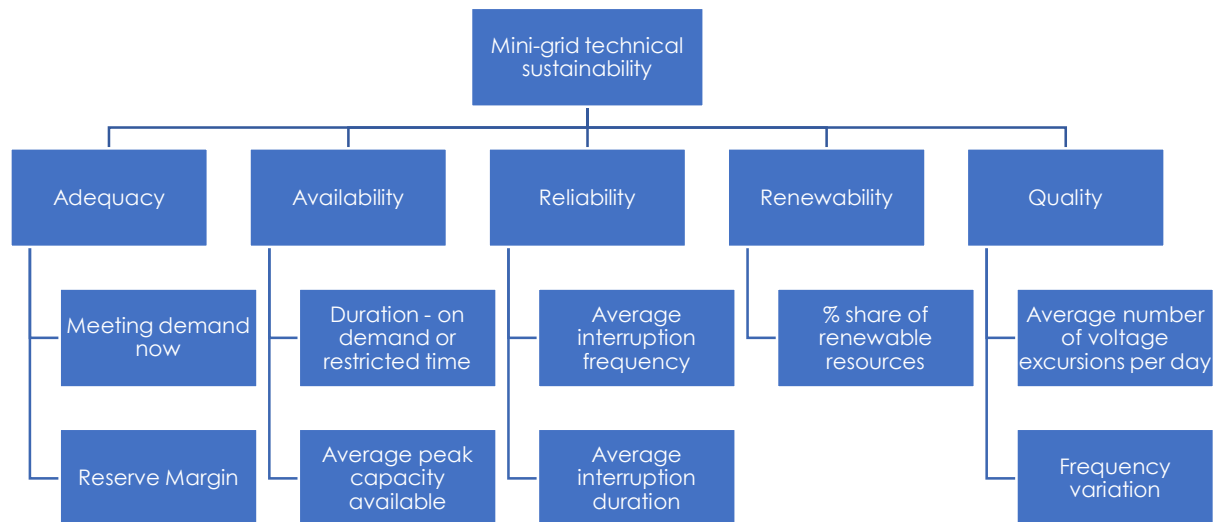 Mini-grid technical
sustainability
Adequacy
Availability
Reliability
Renewability
Quality
Meeting demand
now
Duration - on
demand or
restricted time
Average
interruption
frequency
% share of
renewable
resources
Average number
of voltage
excursions per day
Reserve Margin
Average peak
capacity
available
Average
interruption
duration
Frequency
variation